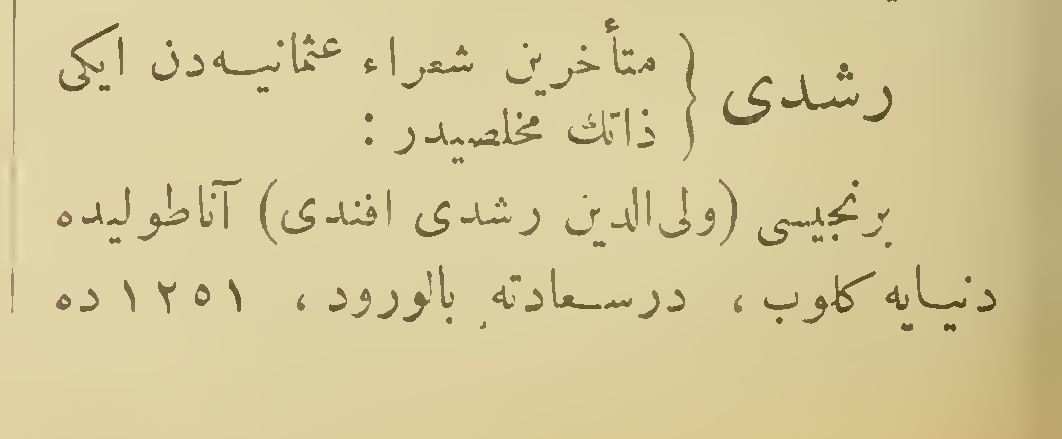 رشدی { متأخرین شعراء عثمانیه‌دن ایکی
ذاتك مخلصیدر :
برنجیسی (ولی‌الدین رشدی افندی) آناطولیده
دنیایه کلوب ، درسعادته بالورود ، ١٢٥١ ده